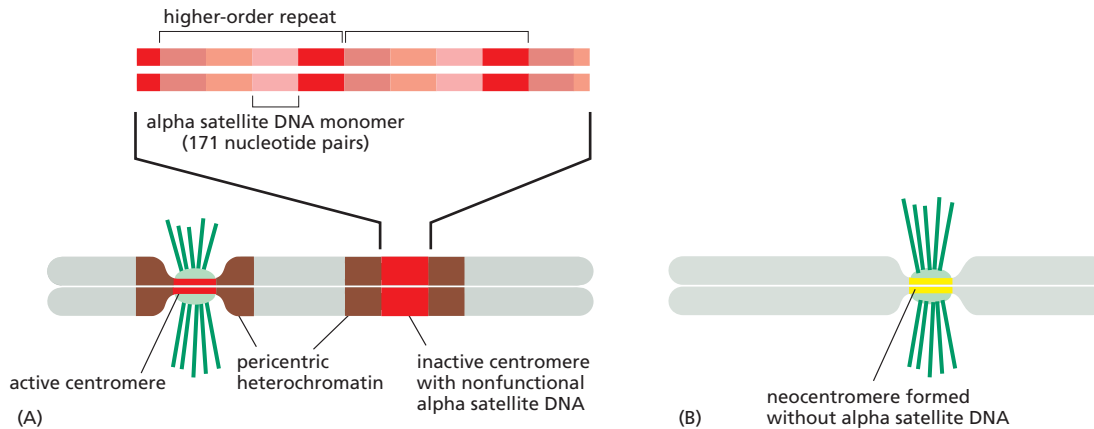 higher-order repeat
alpha satellite DNA monomer
(171 nucleotide pairs)
active centromere
pericentric
heterochromatin
inactive centromere
with nonfunctional
alpha satellite DNA
(A)
neocentromere formed
without alpha satellite DNA
(B)